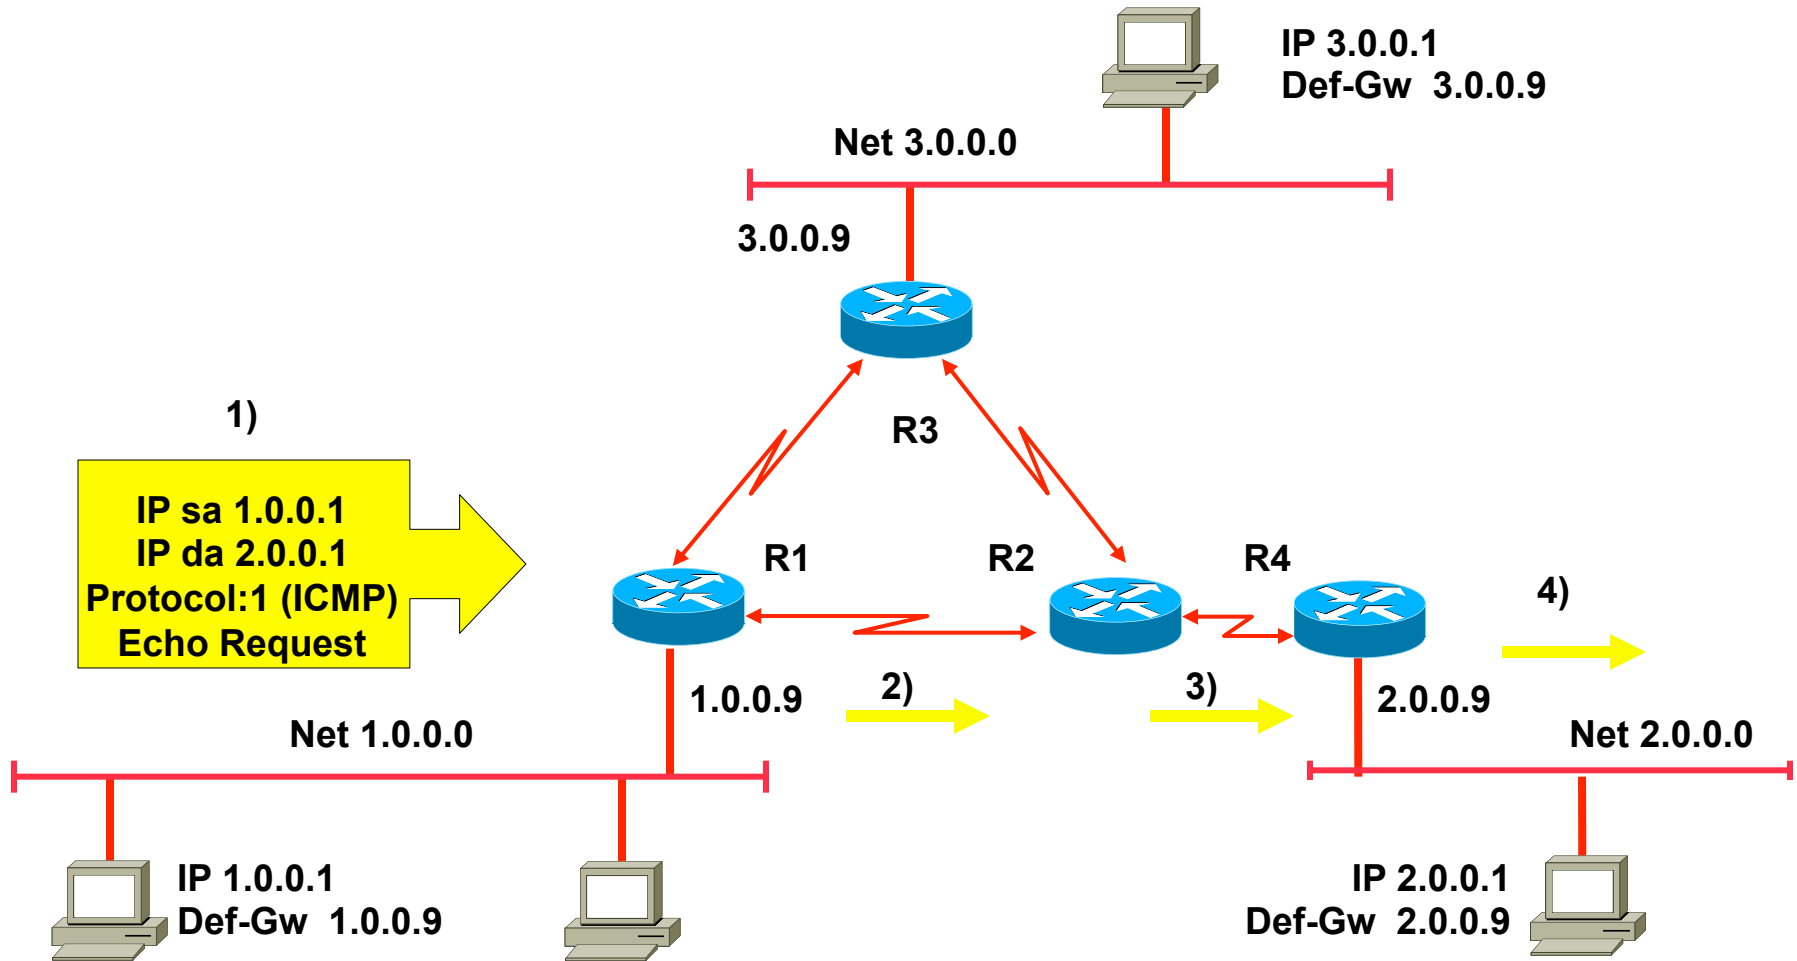 IP 3.0.0.1
Def-Gw 3.0.0.9
Net 3.0.0.0
3.0.0.9
R3
1)
IP sa 1.0.0.1
IP da 2.0.0.1
Protocol:1 (ICMP)
Echo Request
R1
R2
R4
4)
1.0.0.9
2)
3)
2.0.0.9
Net 1.0.0.0
Net 2.0.0.0
IP 1.0.0.1
Def-Gw 1.0.0.9
IP 2.0.0.1
Def-Gw 2.0.0.9